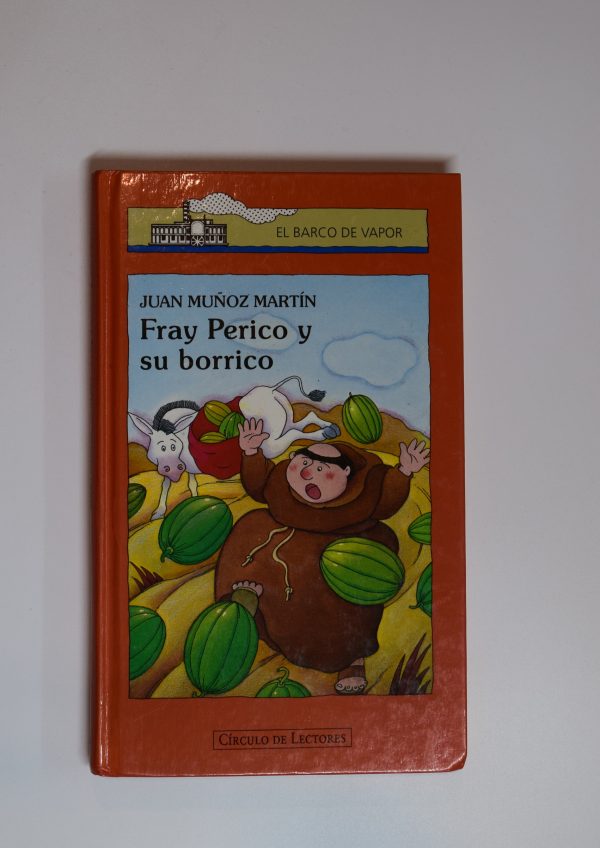 EL BARCO DE VAPOR
JUAN MUÑOZ MARTÍN
Fray Perico y
su borrico
CÍRCULO DE LECTORES